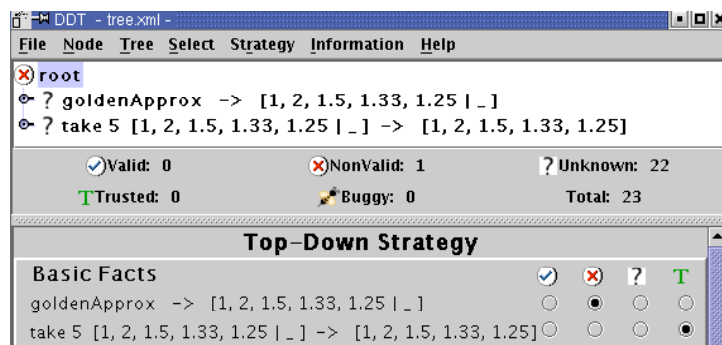 DDT - tree.xml -
File Node Tree Select Strategy Information Help
root
? goldenApprox -> [1, 2, 1.5, 1.33, 1.25 | _ ]
? take 5 [1, 2, 1.5, 1.33, 1.25 | _ ] -> [1, 2, 1.5, 1.33, 1.25]
Valid: 0 NonValid: 1 ? Unknown: 22
T Trusted: 0 Buggy: 0 Total: 23
Top-Down Strategy
Basic Facts ? T
goldenApprox -> [1, 2, 1.5, 1.33, 1.25 | _ ]
take 5 [1, 2, 1.5, 1.33, 1.25 | _ ] -> [1, 2, 1.5, 1.33, 1.25]